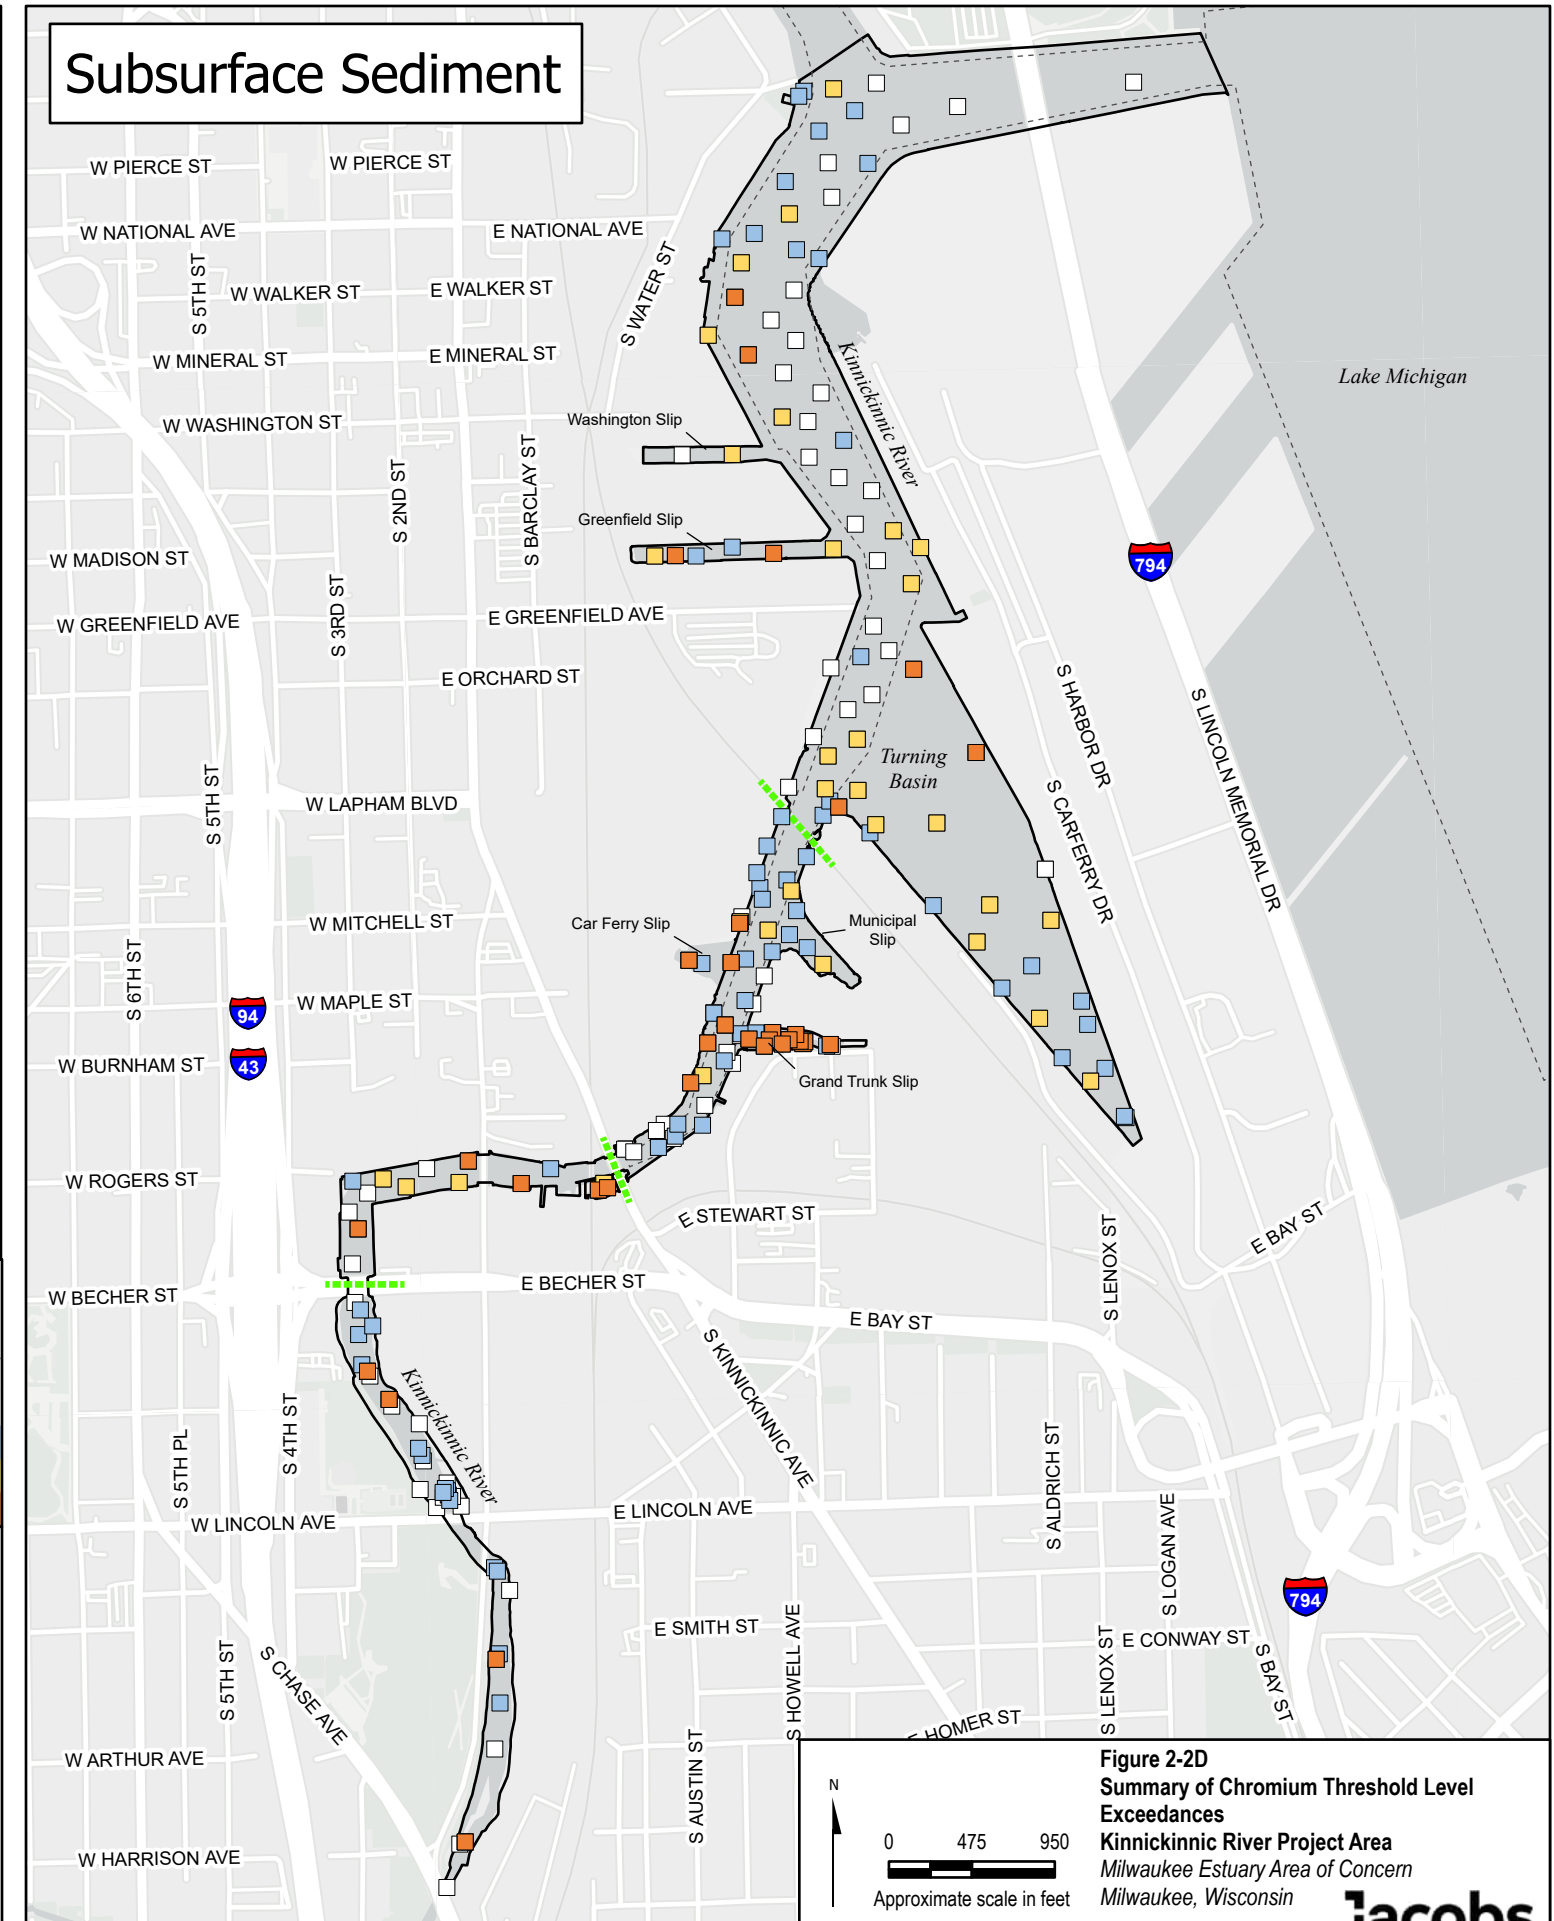 Subsurface Sediment
W PIERCE ST
W PIERCE ST
W NATIONAL AVE
E NATIONAL AVE
S 5TH ST
W WALKER ST
E WALKER ST
S WATER ST
W MINERAL ST
E MINERAL ST
Kinnickinnic River
Lake Michigan
W WASHINGTON ST
Washington Slip
S 2ND ST
S BARCLAY ST
Greenfield Slip
W MADISON ST
794
S 3RD ST
W GREENFIELD AVE
E GREENFIELD AVE
E ORCHARD ST
S HARBOR DR
S LINCOLN MEMORIAL DR
Turning
Basin
S 5TH ST
W LAPHAM BLVD
S CARFERRY DR
W MITCHELL ST
Car Ferry Slip
Municipal
Slip
S 6TH ST
94
W MAPLE ST
43
W BURNHAM ST
Grand Trunk Slip
W ROGERS ST
E STEWART ST
S LENOX ST
E BAY ST
W BECHER ST
E BECHER ST
E BAY ST
S KINNICKINNIC AVE
Kinnickinnic River
S 4TH ST
S 5TH PL
S ALDRICH ST
W LINCOLN AVE
E LINCOLN AVE
S LOGAN AVE
794
S 5TH ST
S CHASE AVE
E SMITH ST
S HOWELL AVE
S LENOX ST
E CONWAY ST
S BAY ST
E HOMER ST
W ARTHUR AVE
S AUSTIN ST
W HARRISON AVE
N
0 475 950
Approximate scale in feet
Figure 2-2D
Summary of Chromium Threshold Level
Exceedances
Kinnickinnic River Project Area
Milwaukee Estuary Area of Concern
Milwaukee, Wisconsin
Jacobs